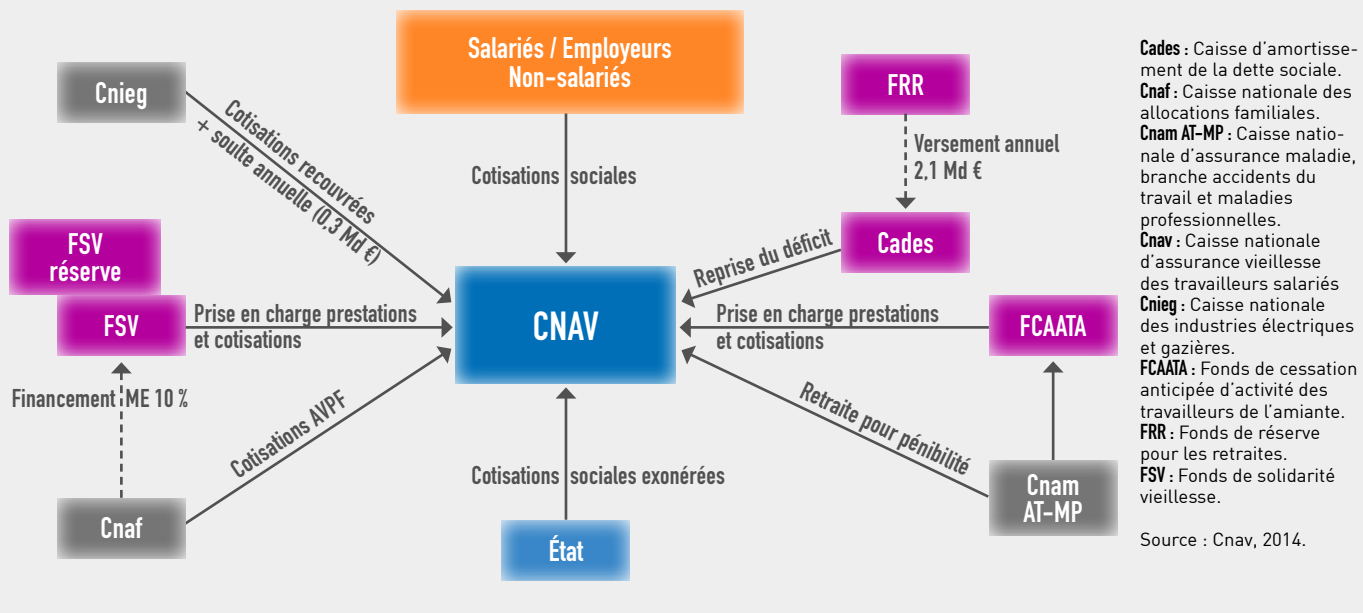 Salariés / Employeurs
Non-salariés
Cnieg
FRR
Cotisations recouvrées
+ soulte annuelle (0,3 Md €)
Cotisations sociales
Versement annuel
2,1 Md €
FSV
réserve
Cades
Reprise du déficit
FSV
Prise en charge prestations
et cotisations
CNAV
Prise en charge prestations
et cotisations
FCAATA
Financement ME 10 %
Cotisations AVPF
Retraite pour pénibilité
Cotisations sociales exonérées
Cnaf
État
Cnam
AT-MP
Cades : Caisse d’amortisse-
ment de la dette sociale.
Cnaf : Caisse nationale des
allocations familiales.
Cnam AT-MP : Caisse natio-
nale d’assurance maladie,
branche accidents du
travail et maladies
professionnelles.
Cnav : Caisse nationale
d’assurance vieillesse
des travailleurs salariés
Cnieg : Caisse nationale
des industries électriques
et gazières.
FCAATA : Fonds de cessation
anticipée d’activité des
travailleurs de l’amiante.
FRR : Fonds de réserve
pour les retraites.
FSV : Fonds de solidarité
vieillesse.
Source : Cnav, 2014.